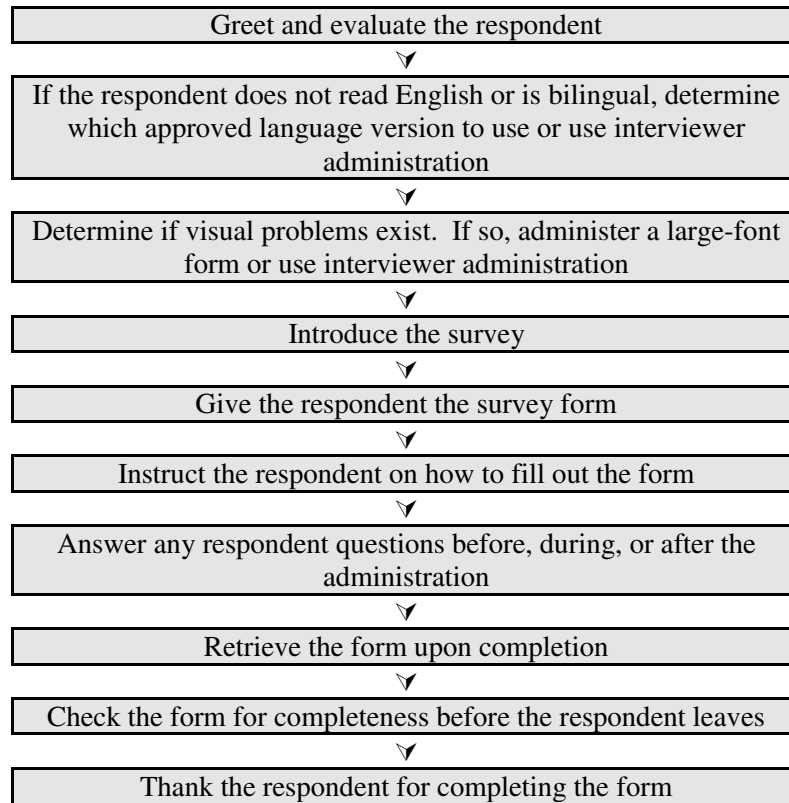 Greet and evaluate the respondent
If the respondent does not read English or is bilingual, determine
which approved language version to use or use interviewer
administration
Determine if visual problems exist.  If so, administer a large-font
form or use interviewer administration
Introduce the survey
Give the respondent the survey form
Instruct the respondent on how to fill out the form
Answer any respondent questions before, during, or after the
administration
Retrieve the form upon completion
Check the form for completeness before the respondent leaves
Thank the respondent for completing the form